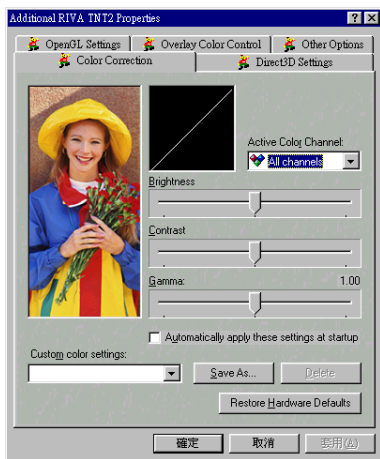 Additional RIVA TNT2 Properties
OpenGL Settings
Overlay Color Control
Other Options
Color Correction
Direct3D Settings
Active Color Channel:
All channels
Brightness
Contrast
Gamma:
1.00
Automatically apply these settings at startup
Custom color settings:
Save As...
Delete
Restore Hardware Defaults
確定
取消
套用(A)